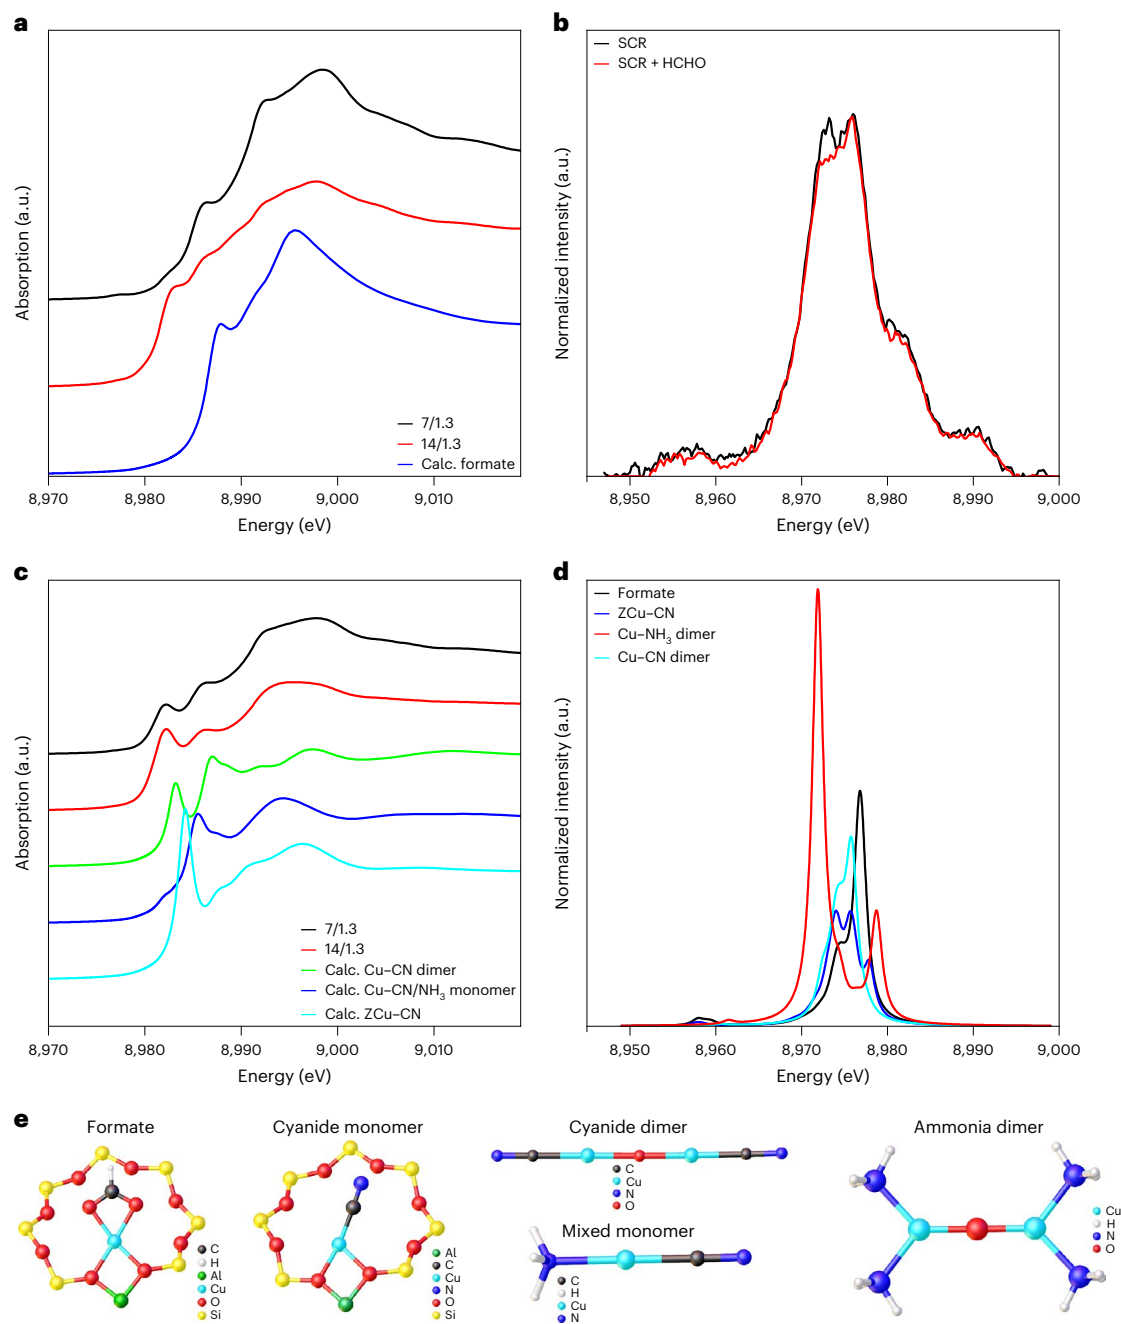 a
Absorption (a.u.)
7/1.3
14/1.3
Calc. formate
8,970 8,980 8,990 9,000 9,010
Energy (eV)
b
SCR
SCR + HCHO
Normalized intensity (a.u.)
8,950 8,960 8,970 8,980 8,990 9,000
Energy (eV)
c
Absorption (a.u.)
7/1.3
14/1.3
Calc. Cu–CN dimer
Calc. Cu–CN/NH3 monomer
Calc. ZCu–CN
8,970 8,980 8,990 9,000 9,010
Energy (eV)
d
Formate
ZCu–CN
Cu–NH3 dimer
Cu–CN dimer
Normalized intensity (a.u.)
8,950 8,960 8,970 8,980 8,990 9,000
Energy (eV)
e
Formate
C
H
Al
Cu
O
Si
Cyanide monomer
Al
C
Cu
N
O
Si
Cyanide dimer
C
Cu
N
O
Mixed monomer
C
H
Cu
N
Ammonia dimer
Cu
H
N
O